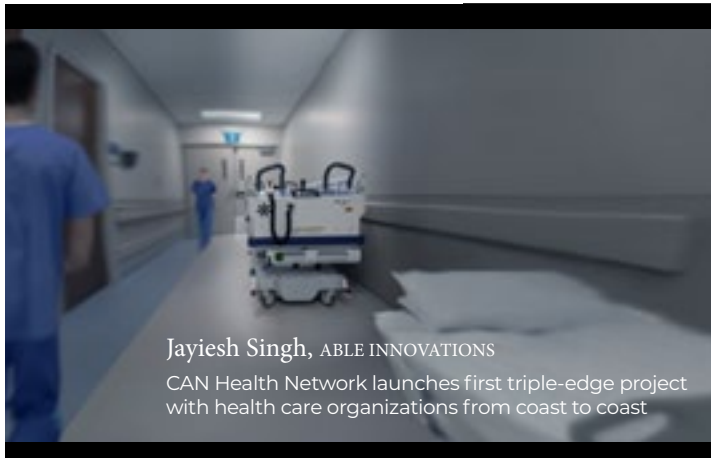 Jayiesh Singh, ABLE INNOVATIONS
CAN Health Network launches first triple-edge project
with health care organizations from coast to coast